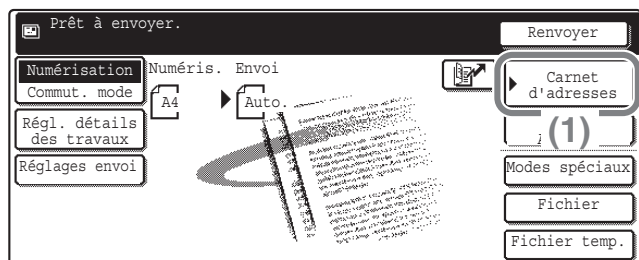 Prêt à envoyer.
Renvoyer
Numérisation
Commut. mode
Numéris. Envoi
A4
Auto.
Carnet
d'adresses
(1)
Régl. détails
des travaux
Réglages envoi
Modes spéciaux
Fichier
Fichier temp.